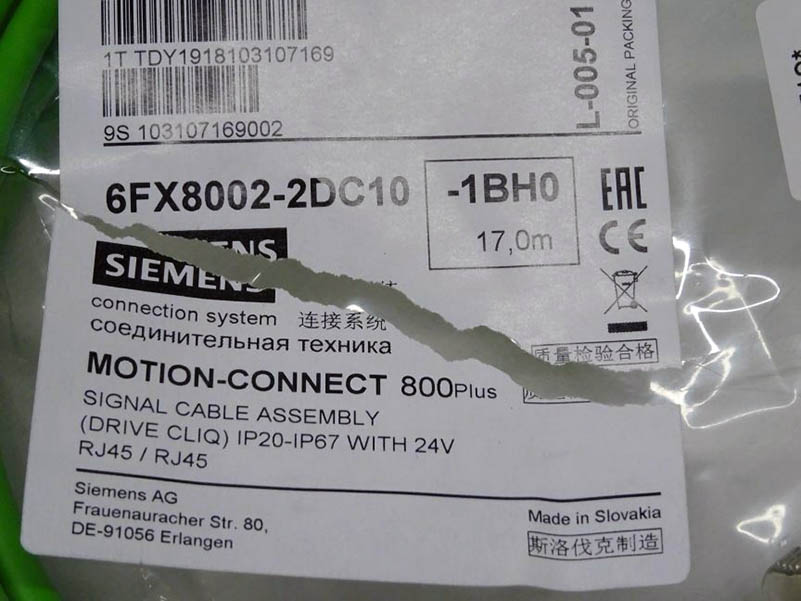 1T TDY1918103107169
9S 103107169002
L-005-01
ORIGINAL PACKING
6FX8002-2DC10 -1BH0
17,0m
EAC
CE
SIEMENS
connection system 连接系统
соединительная техника
质量检验合格
MOTION-CONNECT 800Plus
SIGNAL CABLE ASSEMBLY
(DRIVE CLIQ) IP20-IP67 WITH 24V
RJ45 / RJ45
Siemens AG
Frauenauracher Str. 80,
DE-91056 Erlangen
Made in Slovakia
斯洛伐克制造